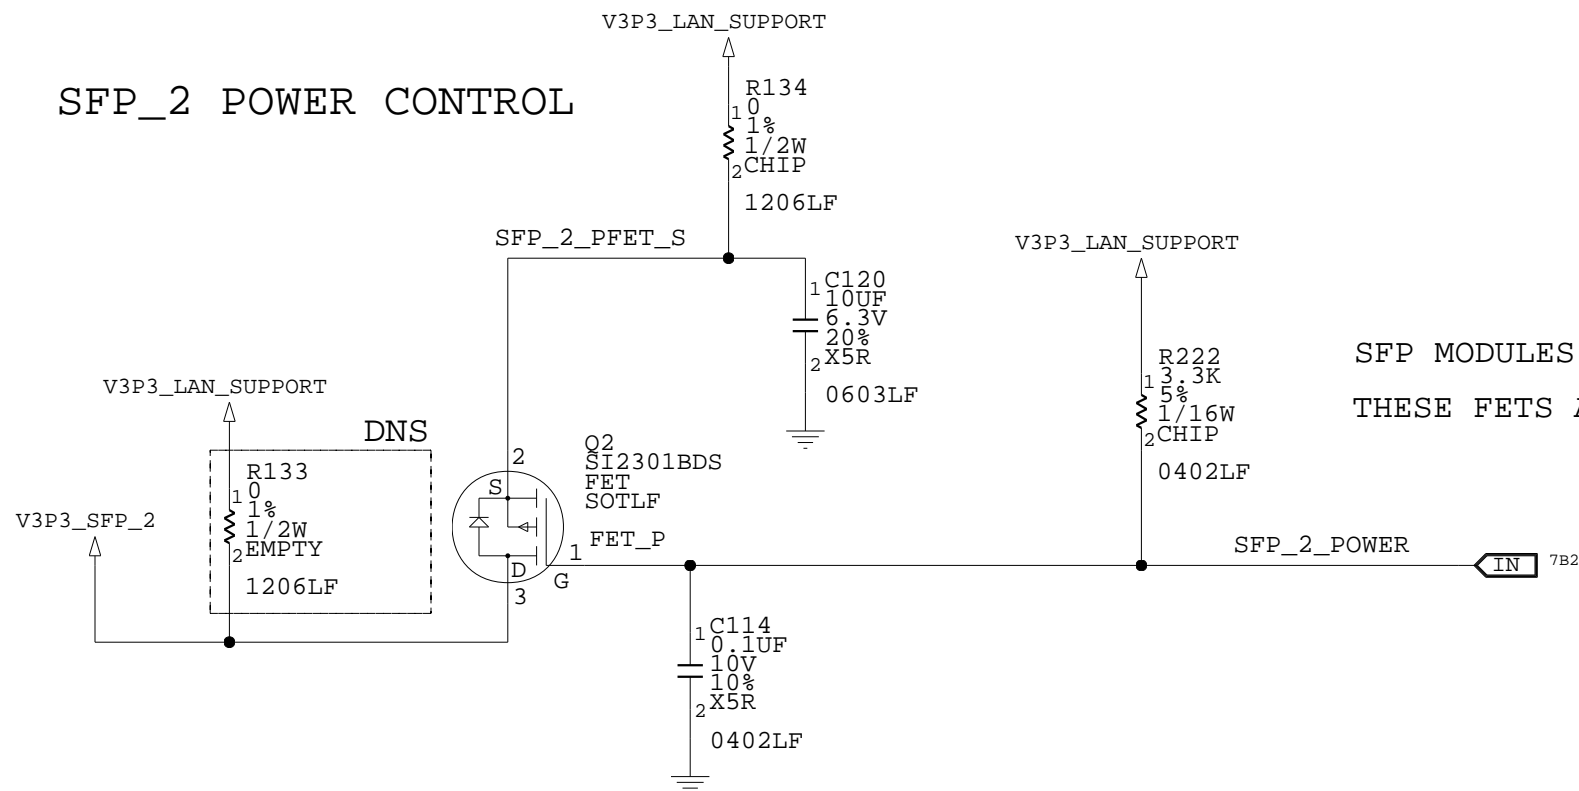 V3P3_LAN_SUPPORT
SFP_2 POWER CONTROL
R134
1 0
1%
1/2W
2 CHIP
1206LF
SFP_2_PFET_S
V3P3_LAN_SUPPORT
1 C120
10UF
6.3V
20%
2 X5R
0603LF
R222
1 3.3K
5%
1/16W
2 CHIP
0402LF
SFP MODULES
THESE FETS
V3P3_LAN_SUPPORT
DNS
R133
1 0
1%
1/2W
2 EMPTY
1206LF
V3P3_SFP_2
2
S
Q2
SI2301BDS
FET
SOTLF
FET_P
1
D
G
3
SFP_2_POWER
IN 7B2
1 C114
0.1UF
10V
10%
2 X5R
0402LF